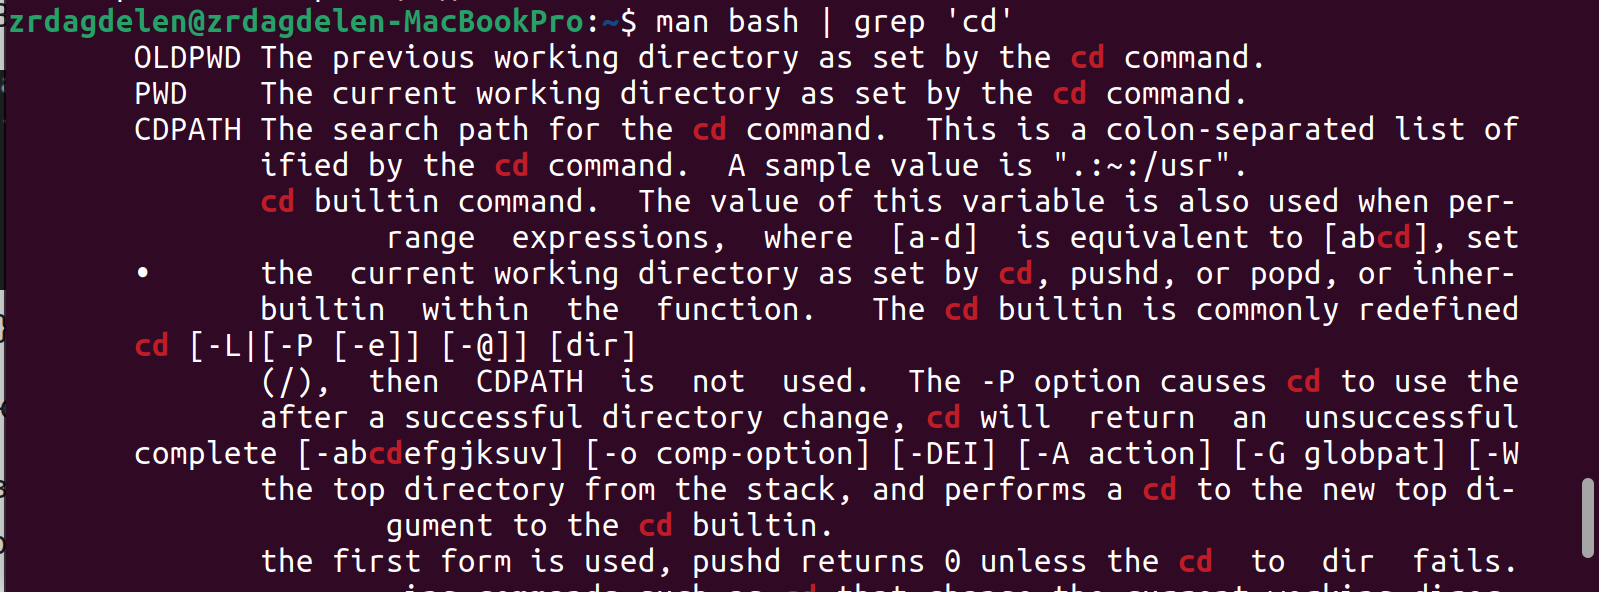 zrdagdelen@zrdagdelen-MacBookPro:~$ man bash | grep 'cd'
OLDPWD The previous working directory as set by the cd command.
PWD    The current working directory as set by the cd command.
CDPATH The search path for the cd command.  This is a colon-separated list of
ified by the cd command.  A sample value is ".:~:/usr".
cd builtin command.  The value of this variable is also used when per-
range  expressions,  where  [a-d]  is equivalent to [abcd], set
•      the  current working directory as set by cd, pushd, or popd, or inher-
builtin  within  the  function.   The cd builtin is commonly redefined
cd [-L|[-P [-e]] [-@]] [dir]
(/),  then  CDPATH  is  not  used.  The -P option causes cd to use the
after a successful directory change, cd will  return  an  unsuccessful
complete [-abcdefgjksuv] [-o comp-option] [-DEI] [-A action] [-G globpat] [-W
the top directory from the stack, and performs a cd to the new top di-
gument to the cd builtin.
the first form is used, pushd returns 0 unless the cd  to  dir  fails.